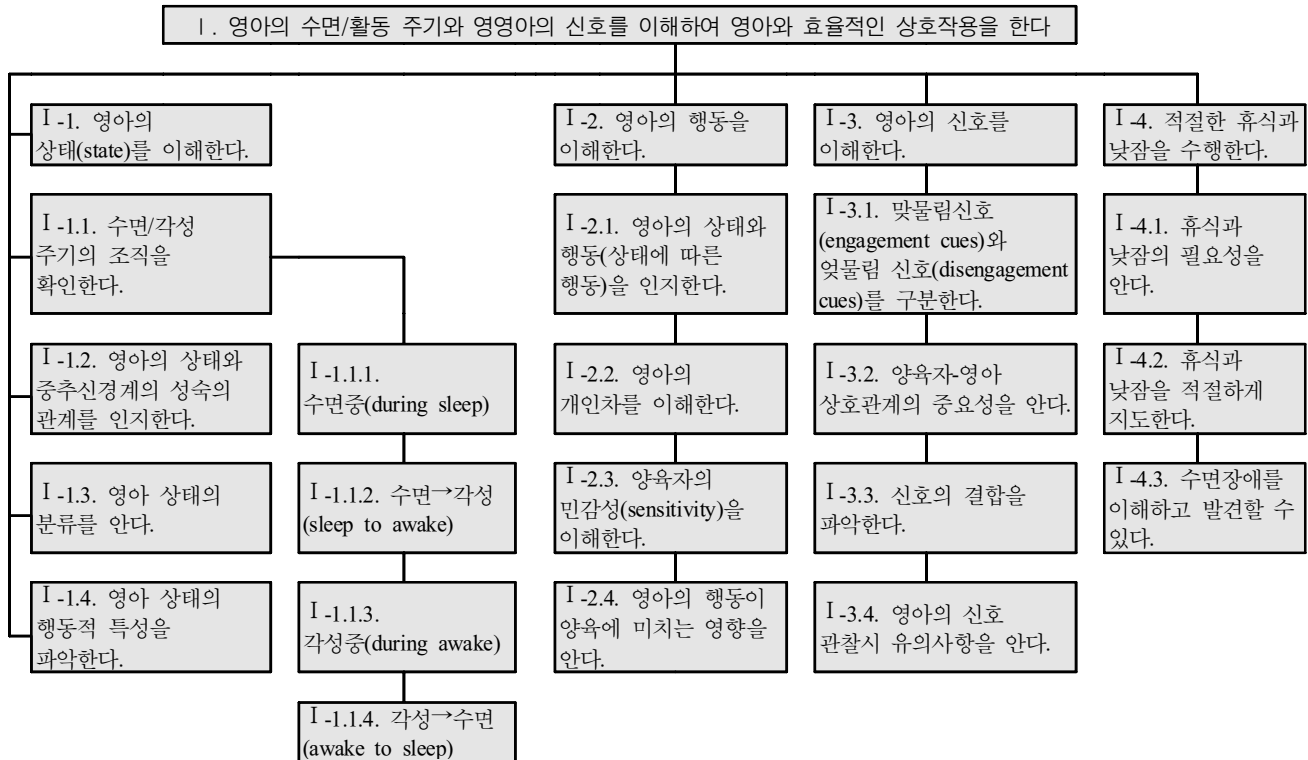 Ⅰ. 영아의 수면/활동 주기와 영영아의 신호를 이해하여 영아와 효율적인 상호작용을 한다
Ⅰ-1. 영아의
상태(state)를 이해한다.
Ⅰ-1.1. 수면/각성
주기의 조직을
확인한다.
Ⅰ-1.2. 영아의 상태와
중추신경계의 성숙의
관계를 인지한다.
Ⅰ-1.3. 영아 상태의
분류를 안다.
Ⅰ-1.4. 영아 상태의
행동적 특성을
파악한다.
Ⅰ-1.1.1.
수면중(during sleep)
Ⅰ-1.1.2. 수면→각성
(sleep to awake)
Ⅰ-1.1.3.
각성중(during awake)
Ⅰ-1.1.4. 각성→수면
(awake to sleep)
Ⅰ-2. 영아의 행동을
이해한다.
Ⅰ-2.1. 영아의 상태와
행동(상태에 따른
행동)을 인지한다.
Ⅰ-2.2. 영아의
개인차를 이해한다.
Ⅰ-2.3. 양육자의
민감성(sensitivity)을
이해한다.
Ⅰ-2.4. 영아의 행동이
양육에 미치는 영향을
안다.
Ⅰ-3. 영아의 신호를
이해한다.
Ⅰ-3.1. 맞물림신호
(engagement cues)와
엇물림 신호(disengagement
cues)를 구분한다.
Ⅰ-3.2. 양육자-영아
상호관계의 중요성을 안다.
Ⅰ-3.3. 신호의 결합을
파악한다.
Ⅰ-3.4. 영아의 신호
관찰시 유의사항을 안다.
Ⅰ-4. 적절한 휴식과
낮잠을 수행한다.
Ⅰ-4.1. 휴식과
낮잠의 필요성을
안다.
Ⅰ-4.2. 휴식과
낮잠을 적절하게
지도한다.
Ⅰ-4.3. 수면장애를
이해하고 발견할 수
있다.